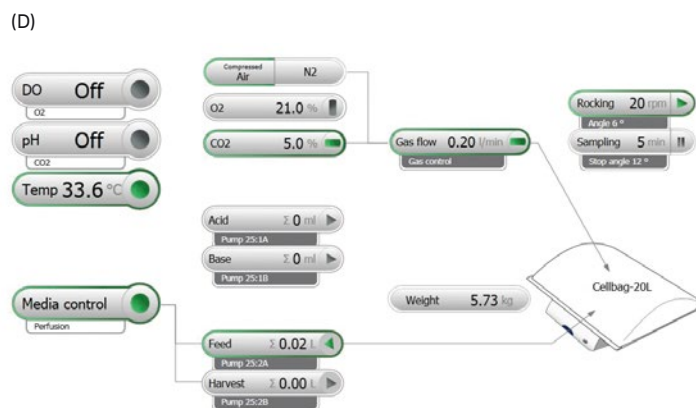 (D)
DO Off
O2
pH Off
CO2
Temp 33.6 °C
Media control
Perfusion
Compressed
Air N2
O2 21.0 %
CO2 5.0 %
Gas flow 0.20 l/min
Gas control
Rocking 20 rpm
Angle 6 °
Sampling 5 min
Stop angle 12 °
Acid Σ 0 ml
Pump 25:1A
Base Σ 0 ml
Pump 25:1B
Weight 5.73 kg
Cellbag-20L
Feed Σ 0.02 L
Pump 25:2A
Harvest Σ 0.00 L
Pump 25:2B